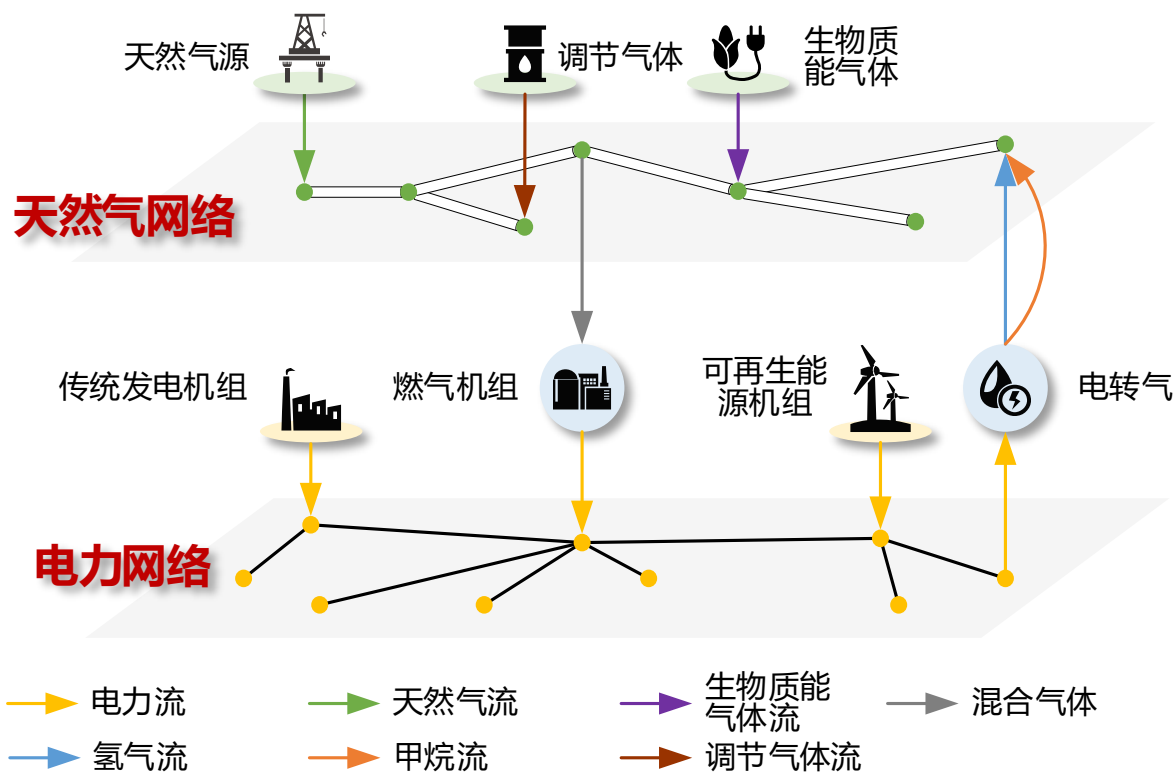 天然气源
调节气体
生物质
能气体
天然气网络
传统发电机组
燃气机组
可再生能
源机组
电转气
电力网络
电力流
天然气流
生物质能
气体流
混合气体
氢气流
甲烷流
调节气体流